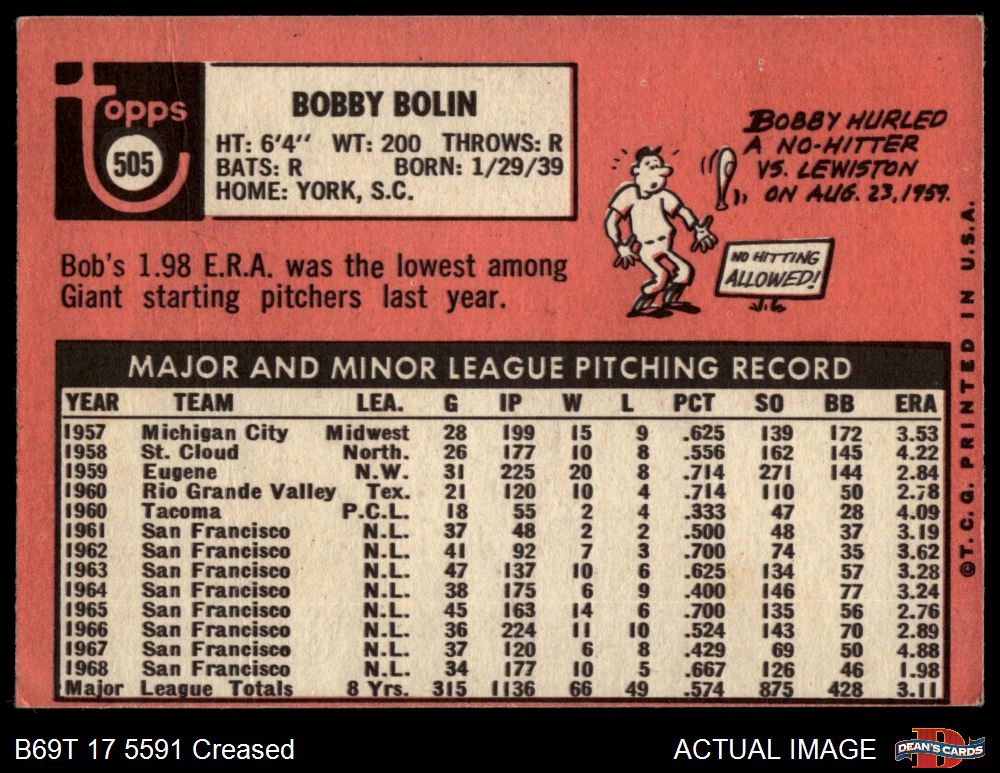 topps
505
BOBBY BOLIN
HT: 6'4'' WT: 200 THROWS: R
BATS: R BORN: 1/29/39
HOME: YORK, S.C.
BOBBY HURLED
A NO-HITTER
VS. LEWISTON
ON AUG. 23, 1959.
NO HITTING
ALLOWED!
Bob's 1.98 E.R.A. was the lowest among
Giant starting pitchers last year.
MAJOR AND MINOR LEAGUE PITCHING RECORD
YEAR TEAM LEA. G IP W L PCT SO BB ERA
1957 Michigan City Midwest 28 199 15 9 .625 139 172 3.53
1958 St. Cloud North. 26 177 10 8 .556 162 145 4.22
1959 Eugene N.W. 31 225 20 8 .714 271 144 2.84
1960 Rio Grande Valley Tex. 21 120 10 4 .714 110 50 2.78
1960 Tacoma P.C.L. 18 55 2 4 .333 47 28 4.09
1961 San Francisco N.L. 37 48 2 2 .500 48 37 3.19
1962 San Francisco N.L. 41 92 7 3 .700 74 35 3.62
1963 San Francisco N.L. 47 137 10 6 .625 134 57 3.28
1964 San Francisco N.L. 38 175 6 9 .400 146 77 3.24
1965 San Francisco N.L. 45 163 14 6 .700 135 56 2.76
1966 San Francisco N.L. 36 224 11 10 .524 143 70 2.89
1967 San Francisco N.L. 37 120 6 8 .429 69 50 4.88
1968 San Francisco N.L. 34 177 10 5 .667 126 46 1.98
Major League Totals 8 Yrs. 315 1136 66 49 .574 875 428 3.11
©T.C.G. PRINTED IN U.S.A.
B69T 17 5591 Creased
ACTUAL IMAGE
DEAN'S CARDS